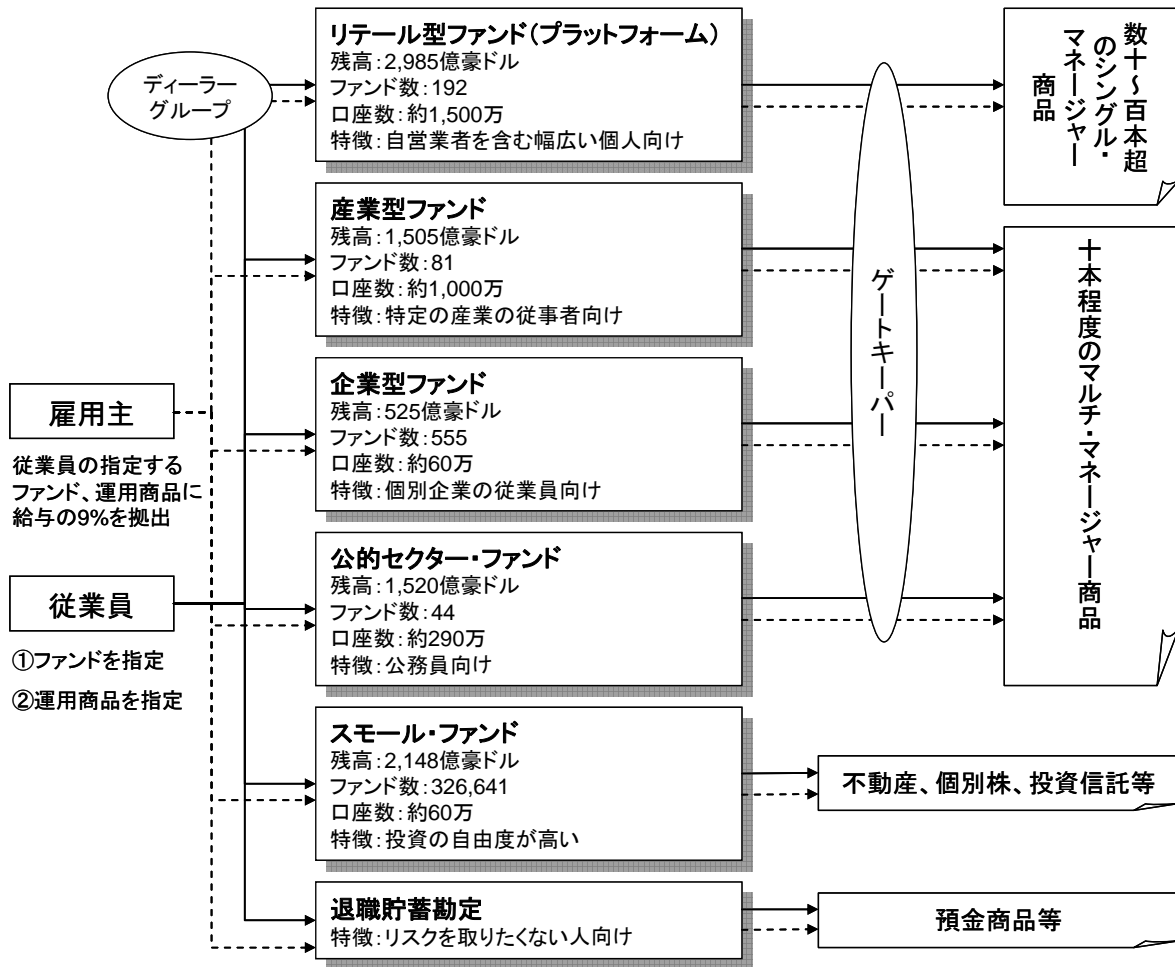 ディーラー
グループ
リテール型ファンド(プラットフォーム)
残高:2,985億豪ドル
ファンド数:192
口座数:約1,500万
特徴:自営業者を含む幅広い個人向け
産業型ファンド
残高:1,505億豪ドル
ファンド数:81
口座数:約1,000万
特徴:特定の産業の従事者向け
企業型ファンド
残高:525億豪ドル
ファンド数:555
口座数:約60万
特徴:個別企業の従業員向け
公的セクター・ファンド
残高:1,520億豪ドル
ファンド数:44
口座数:約290万
特徴:公務員向け
スモール・ファンド
残高:2,148億豪ドル
ファンド数:326,641
口座数:約60万
特徴:投資の自由度が高い
退職貯蓄勘定
特徴:リスクを取りたくない人向け
雇用主
従業員の指定する
ファンド、運用商品に
給与の9%を拠出
従業員
①ファンドを指定
②運用商品を指定
ゲートキーパー
数十～百本超
のシングル・
マネージャー
商品
十本程度のマルチ・マネージャー商品
不動産、個別株、投資信託等
預金商品等